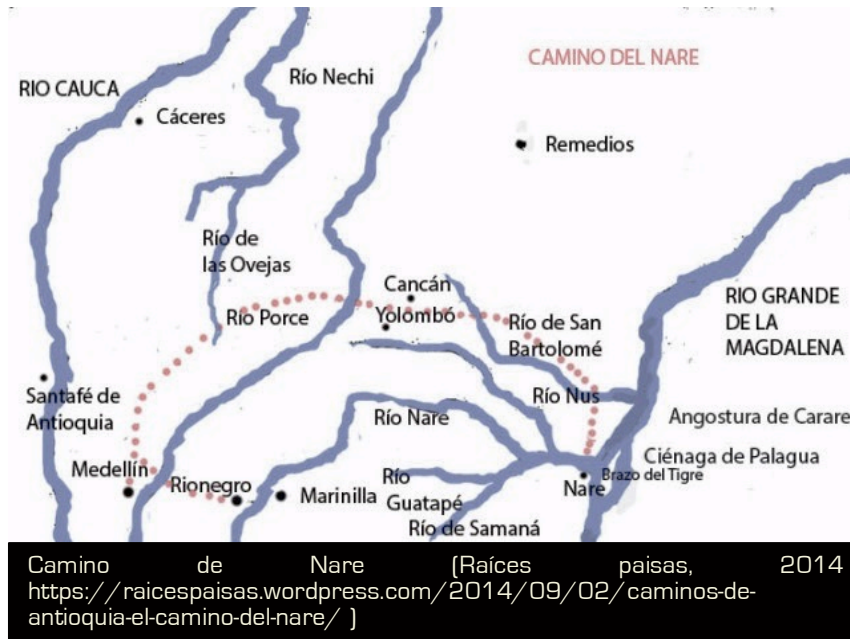 CAMINO DEL NARE
RIO CAUCA
Río Nechi
Cáceres
Remedios
Río de
las Ovejas
Cancán
Río Porce
Yolombó
Río de San
Bartolomé
RIO GRANDE
DE LA
MAGDALENA
Santafé de
Antioquia
Río Nus
Río Nare
Angostura de Carare
Medellín
Rionegro
Marinilla
Río
Guatapé
Río de Samaná
Nare
Brazo del Tigre
Ciénaga de Palagua
Camino de Nare (Raíces paisas, 2014
https://raicespaisas.wordpress.com/2014/09/02/caminos-de-
antioquia-el-camino-del-nare/ )